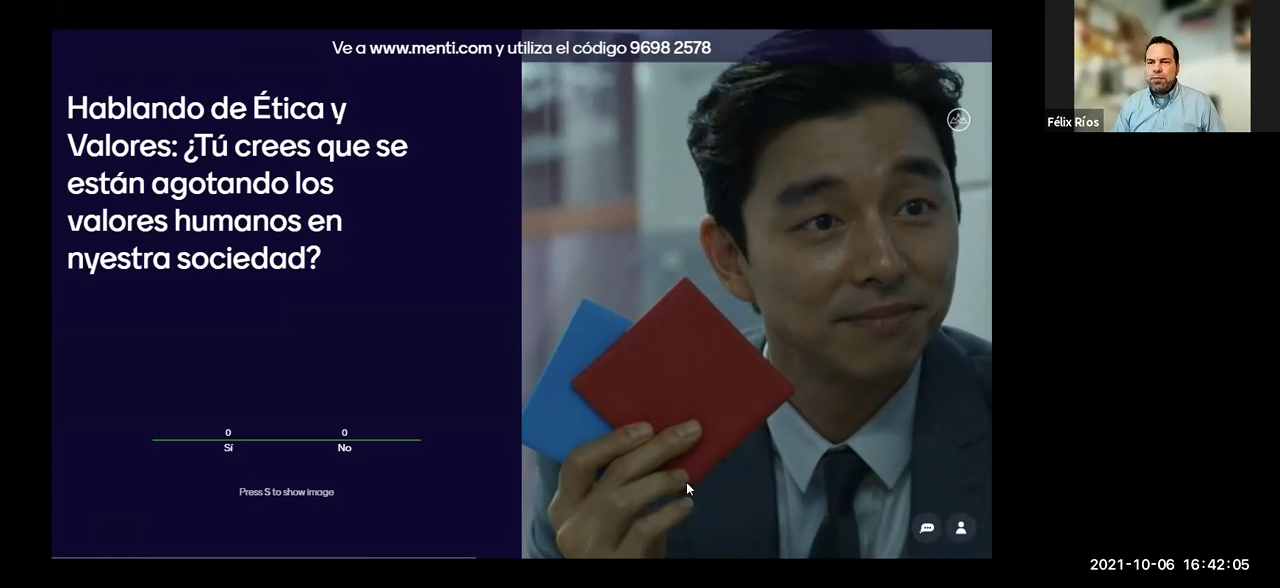 Ve a www.menti.com y utiliza el código 9698 2578
Hablando de Ética y
Valores: ¿Tú crees que se
están agotando los
valores humanos en
nyestra sociedad?
0
0
Sí
No
Press S to show image
Félix Ríos
2021-10-06 16:42:05